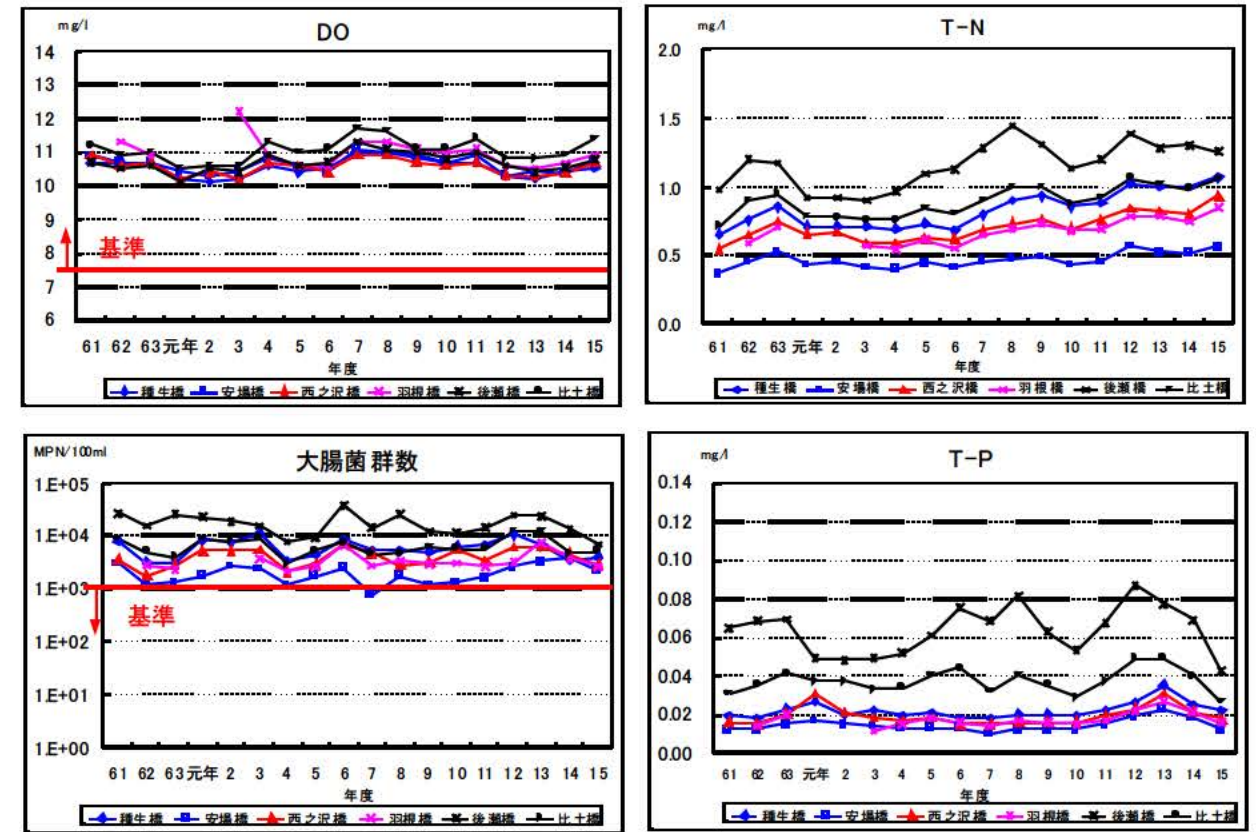 mg/l
DO
14
13
12
11
10
9
8
7
6
基準
61 62 63 元年 2 3 4 5 6 7 8 9 10 11 12 13 14 15
年度
種生橋 安場橋 西之沢橋 羽根橋 後瀬橋 比土橋
mg/l
T-N
2.0
1.5
1.0
0.5
0.0
61 62 63 元年 2 3 4 5 6 7 8 9 10 11 12 13 14 15
年度
種生橋 安場橋 西之沢橋 羽根橋 後瀬橋 比土橋
MPN/100ml
大腸菌群数
1.E+05
1.E+04
1.E+03
1.E+02
1.E+01
1.E+00
基準
61 62 63 元年 2 3 4 5 6 7 8 9 10 11 12 13 14 15
年度
種生橋 安場橋 西之沢橋 羽根橋 後瀬橋 比土橋
mg/l
T-P
0.14
0.12
0.10
0.08
0.06
0.04
0.02
0.00
61 62 63 元年 2 3 4 5 6 7 8 9 10 11 12 13 14 15
年度
種生橋 安場橋 西之沢橋 羽根橋 後瀬橋 比土橋